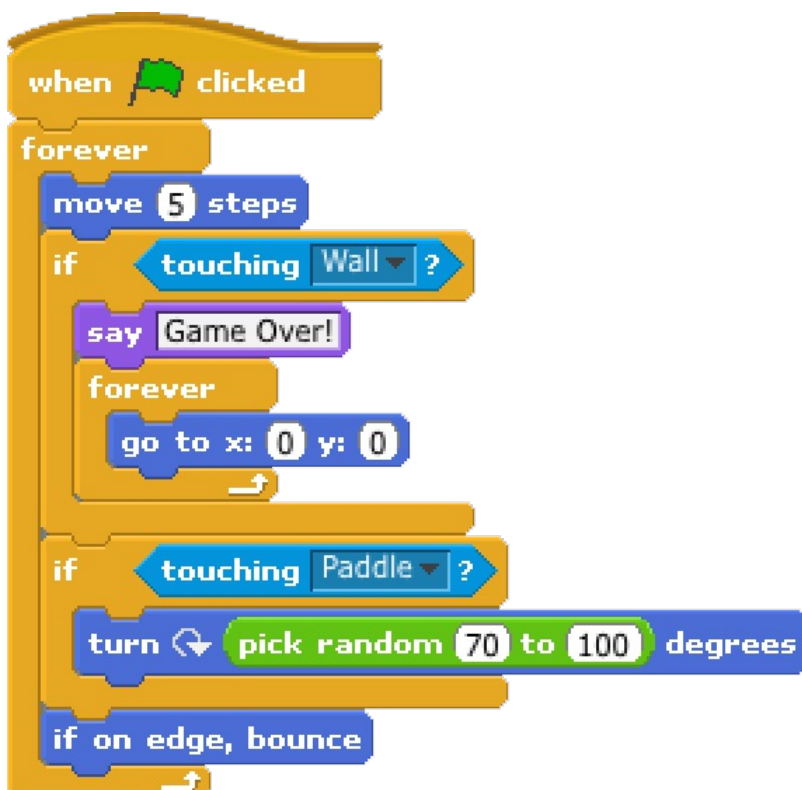 when clicked
forever
move 5 steps
if touching Wall ?
say Game Over!
forever
go to x: 0 y: 0
if touching Paddle ?
turn pick random 70 to 100 degrees
if on edge, bounce